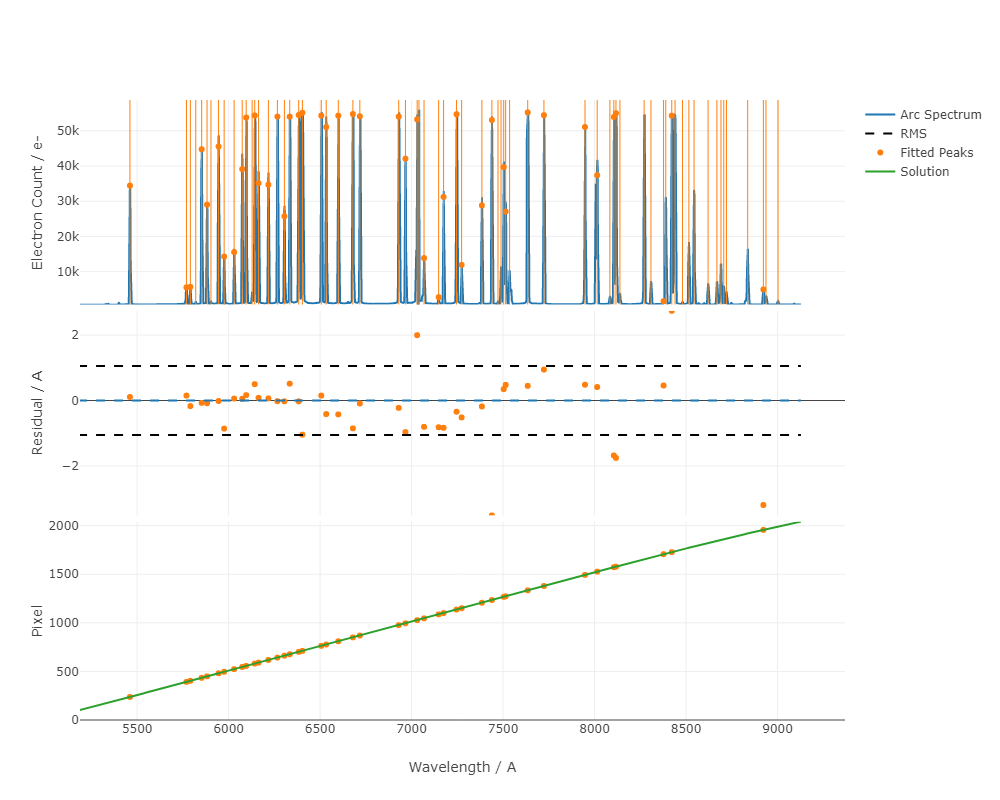 Electron Count / e-
50k
40k
30k
20k
10k
Arc Spectrum
RMS
Fitted Peaks
Solution
Residual / A
2
0
−2
Pixel
2000
1500
1000
500
0
5500 6000 6500 7000 7500 8000 8500 9000
Wavelength / A